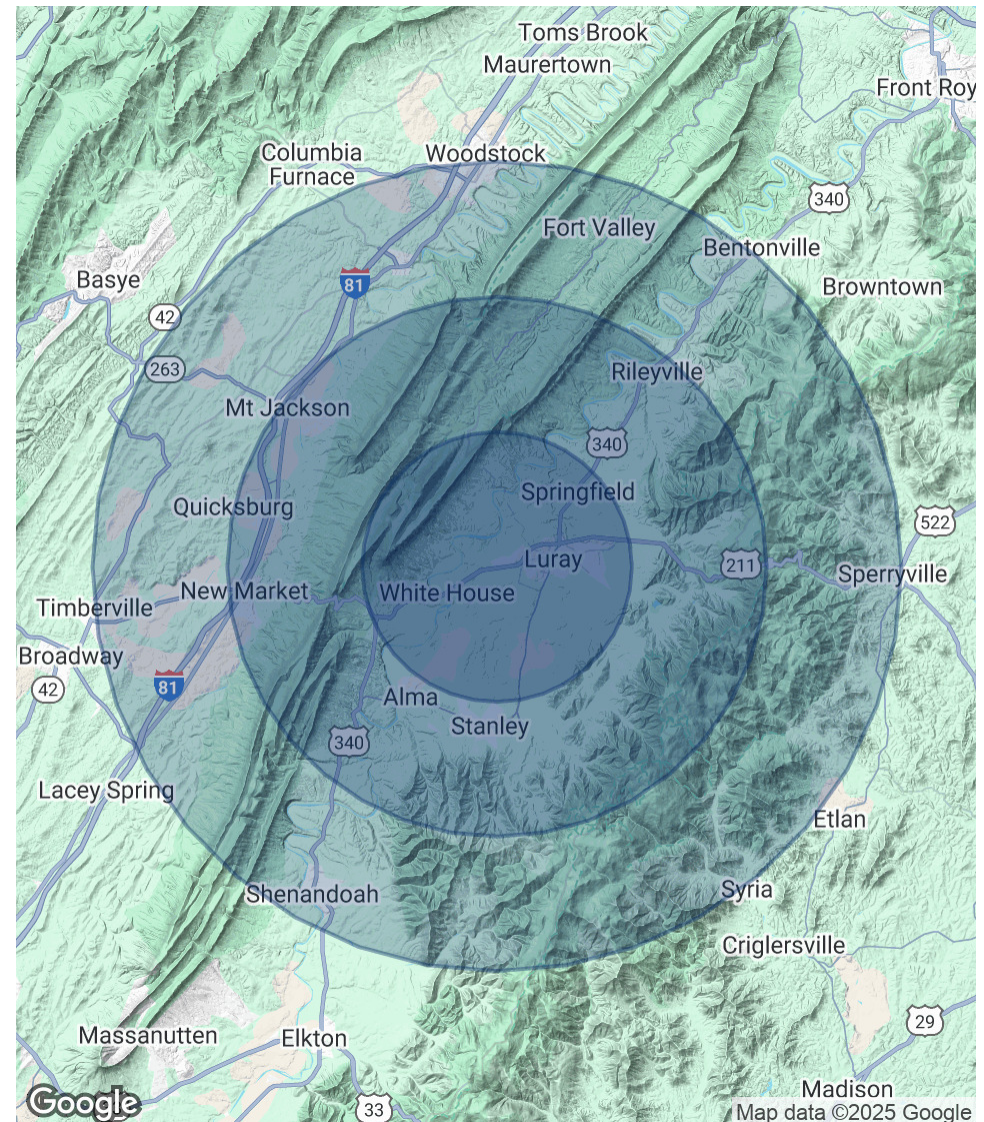 Toms Brook
Maurertown
Front Roy
Columbia
Furnace
Woodstock
340
Fort Valley
Bentonville
Basye
81
Browntown
42
263
Rileyville
Mt Jackson
340
Springfield
Quicksburg
522
Luray
211
Sperryville
New Market
White House
Timberville
Broadway
42
81
Alma
Stanley
340
Lacey Spring
Etlan
Shenandoah
Syria
Criglersville
29
Massanutten
Elkton
Madison
Google
33
Map data ©2025 Google